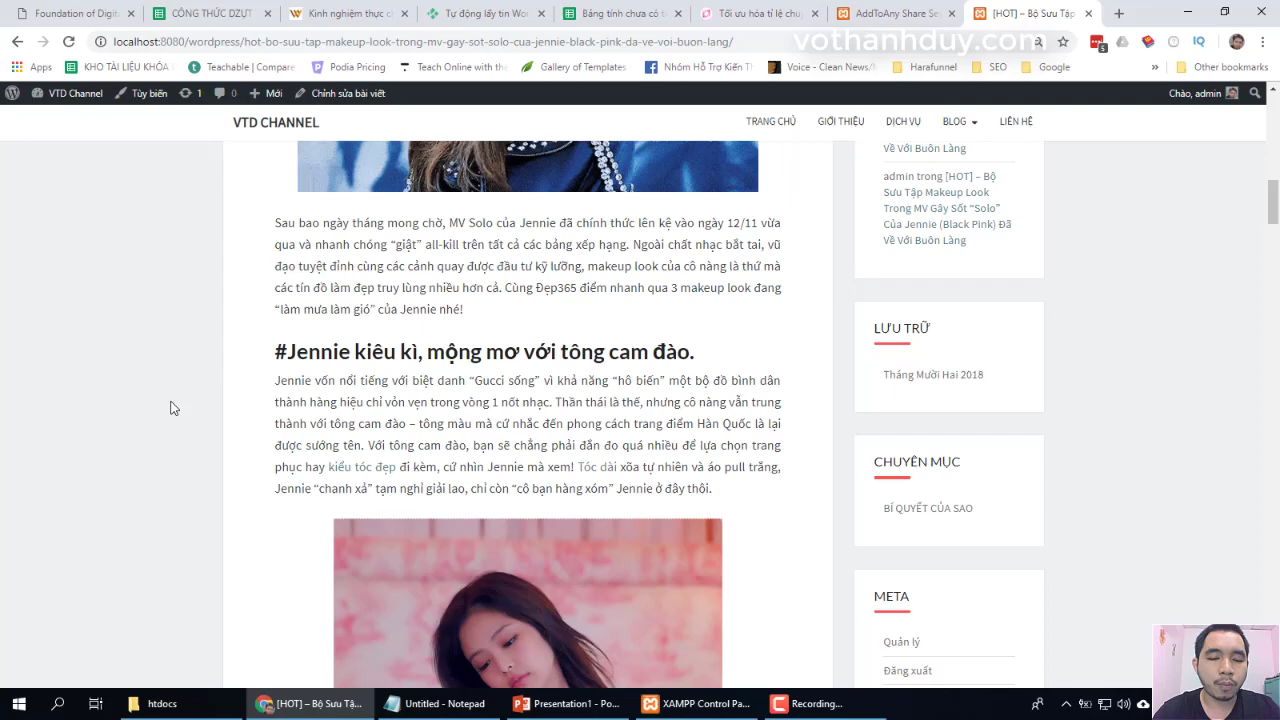 Foundation of Digit
CÔNG THỨC DZỰT
Kinh nghiệm thực c
Tự động lấy tin Wor
Bảng tính chưa có t
Tối ưu hóa tỉ lệ chuy
AddToAny Share Se
[HOT] – Bộ Sưu Tập
localhost:8080/wordpress/hot-bo-suu-tap-makeup-look-trong-mv-gay-sot-solo-cua-jennie-black-pink-da-ve-voi-buon-lang/
vothanhduy.com
5
IQ
Apps
KHO TÀI LIỆU KHÓA
Teachable | Compare
Podia Pricing
Teach Online with the
Gallery of Templates
Nhóm Hỗ Trợ Kiến T
Voice - Clean News/
Harafunnel
SEO
Google
»
Other bookmarks
VTD Channel
Tùy biến
1
0
Mới
Chỉnh sửa bài viết
Chào, admin
VTD CHANNEL
TRANG CHỦ
GIỚI THIỆU
DỊCH VỤ
BLOG
LIÊN HỆ
Sau bao ngày tháng mong chờ, MV Solo của Jennie đã chính thức lên kệ vào ngày 12/11 vừa
qua và nhanh chóng “giật” all-kill trên tất cả các bảng xếp hạng. Ngoài chất nhạc bắt tai, vũ
đạo tuyệt đỉnh cùng các cảnh quay được đầu tư kỹ lưỡng, makeup look của cô nàng là thứ mà
các tín đồ làm đẹp truy lùng nhiều hơn cả. Cùng Đẹp365 điểm nhanh qua 3 makeup look đang
“làm mưa làm gió” của Jennie nhé!
#Jennie kiêu kì, mộng mơ với tông cam đào.
Jennie vốn nổi tiếng với biệt danh “Gucci sống” vì khả năng “hô biến” một bộ đồ bình dân
thành hàng hiệu chỉ vỏn vẹn trong vòng 1 nốt nhạc. Thần thái là thế, nhưng cô nàng vẫn trung
thành với tông cam đào – tông màu mà cứ nhắc đến phong cách trang điểm Hàn Quốc là lại
được sướng tên. Với tông cam đào, bạn sẽ chẳng phải đắn đo quá nhiều để lựa chọn trang
phục hay kiểu tóc đẹp đi kèm, cứ nhìn Jennie mà xem! Tóc dài xõa tự nhiên và áo pull trắng,
Jennie “chanh xả” tạm nghỉ giải lao, chỉ còn “cô bạn hàng xóm” Jennie ở đây thôi.
Về Với Buôn Làng
admin trong [HOT] – Bộ
Sưu Tập Makeup Look
Trong MV Gây Sốt “Solo”
Của Jennie (Black Pink) Đã
Về Với Buôn Làng
LƯU TRỮ
Tháng Mười Hai 2018
CHUYÊN MỤC
BÍ QUYẾT CỦA SAO
META
Quản lý
Đăng xuất
htdocs
[HOT] – Bộ Sưu Tậ...
Untitled - Notepad
Presentation1 - Po...
XAMPP Control Pa...
Recording...